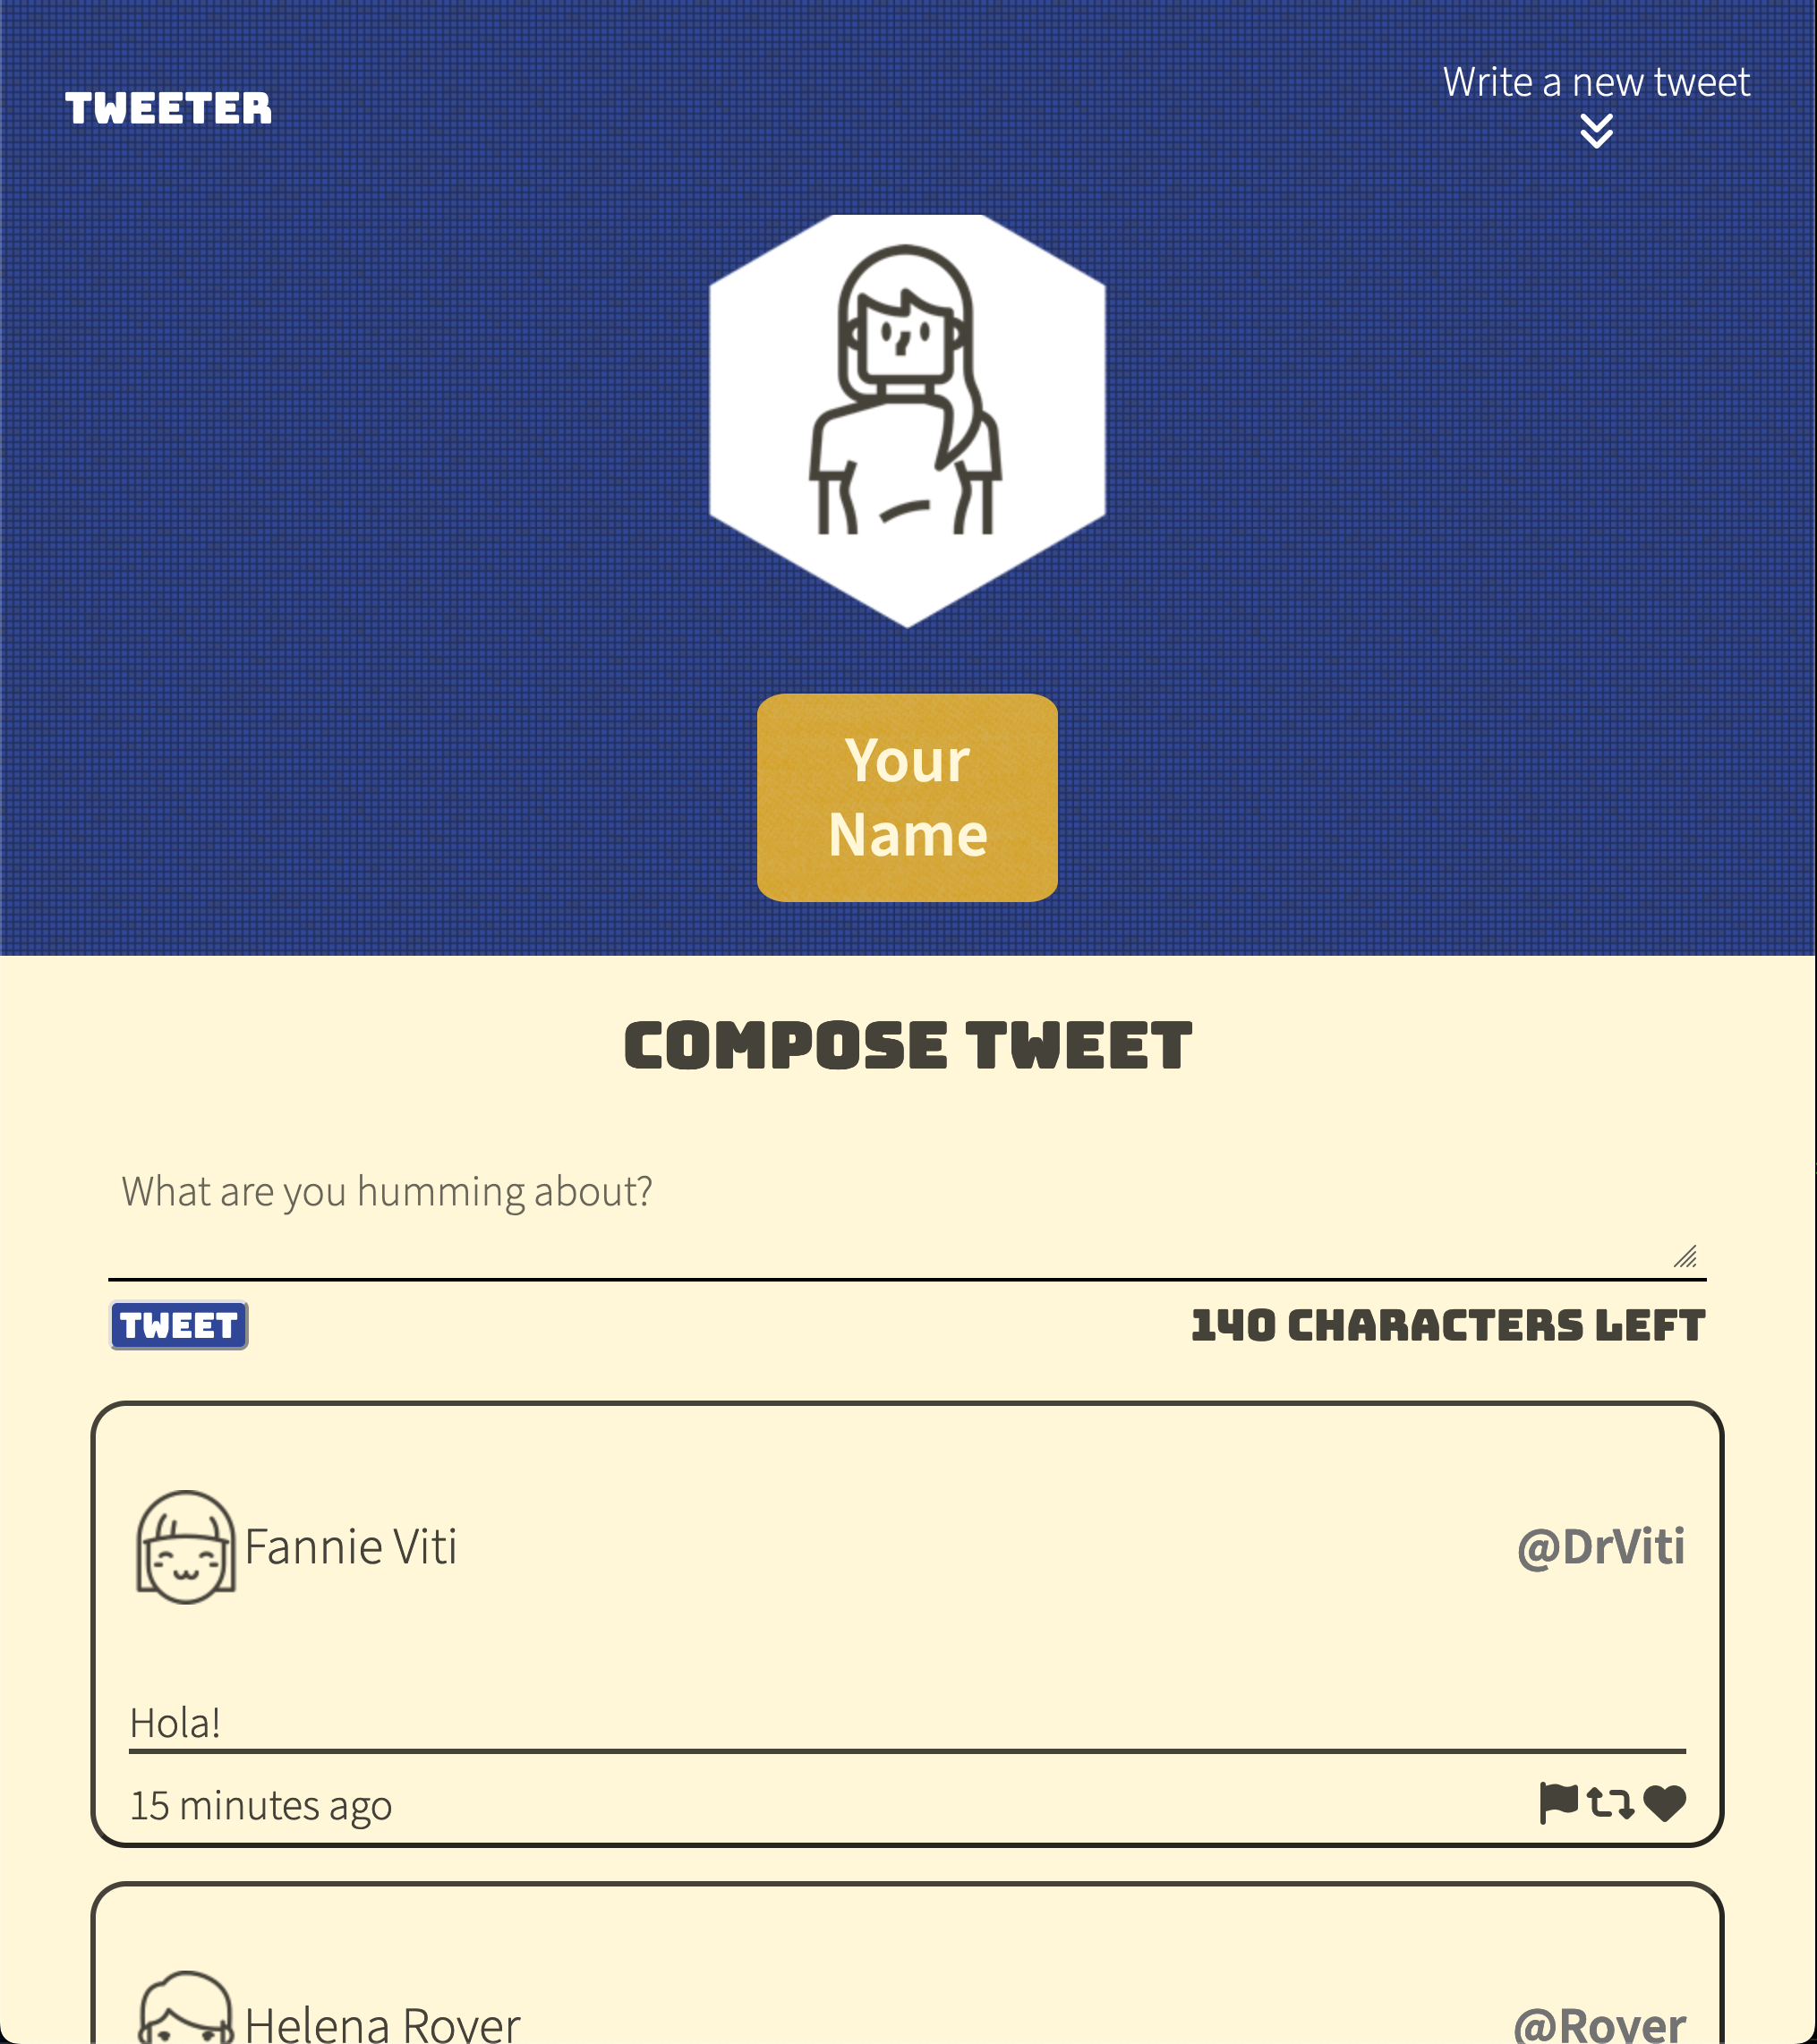 TWEETER
Write a new tweet
Your
Name
COMPOSE TWEET
What are you humming about?
TWEET
140 CHARACTERS LEFT
Fannie Viti
@DrViti
Hola!
15 minutes ago
Helena Rover
@Rover